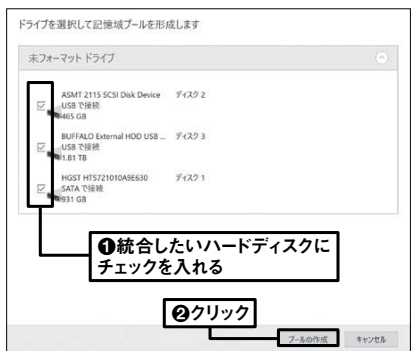 ドライブを選択して記憶域プールを形成します
未フォーマット ドライブ
ASMT 2115 SCSI Disk Device ディスク 2
USB で接続
465 GB
BUFFALO External HDD USB ... ディスク 3
USB で接続
1.81 TB
HGST HTS721010A9E630 ディスク 1
SATA で接続
931 GB
❶統合したいハードディスクに
チェックを入れる
❷クリック
プールの作成 キャンセル